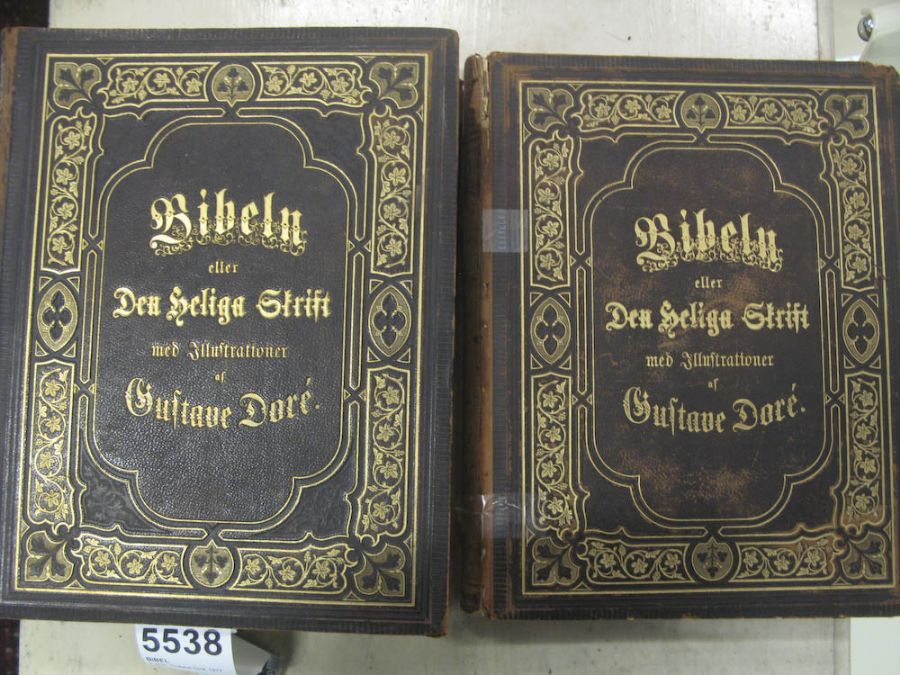 Bibeln
eller
Den Heliga Skrift
med Illustrationer
af
Gustave Doré.
Bibeln
eller
Den Heliga Skrift
med Illustrationer
af
Gustave Doré.
5538
BIBEL